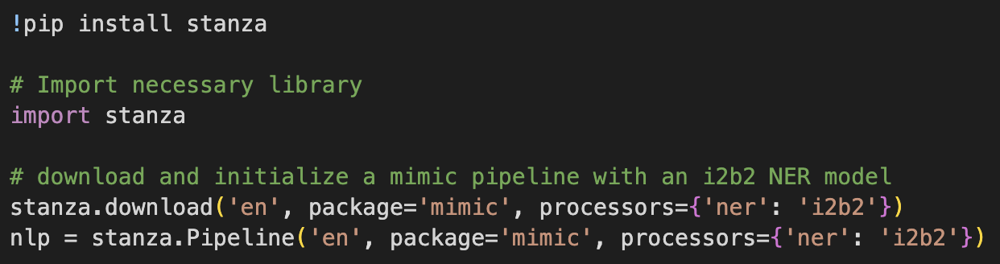 !pip install stanza
# Import necessary library
import stanza
# download and initialize a mimic pipeline with an i2b2 NER model
stanza.download('en', package='mimic', processors={'ner': 'i2b2'})
nlp = stanza.Pipeline('en', package='mimic', processors={'ner': 'i2b2'})